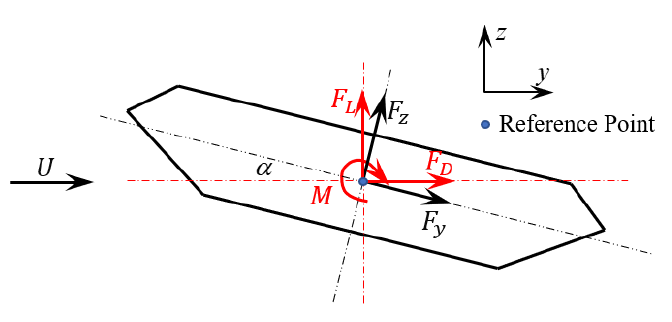 z
y
Reference Point
F_L
F_z
F_D
U
α
M
F_y